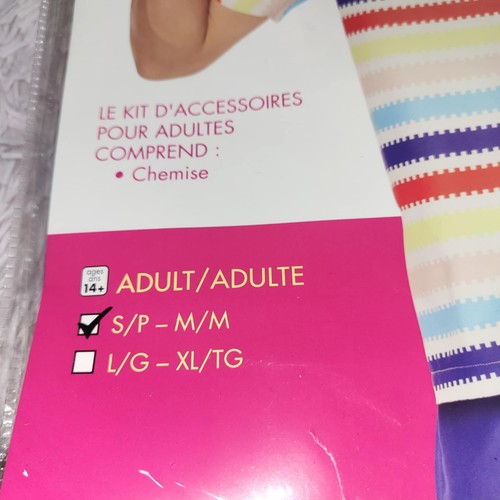 LE KIT D'ACCESSOIRES
POUR ADULTES
COMPREND :
• Chemise
ages
ans
14+
ADULT/ADULTE
S/P – M/M
L/G – XL/TG